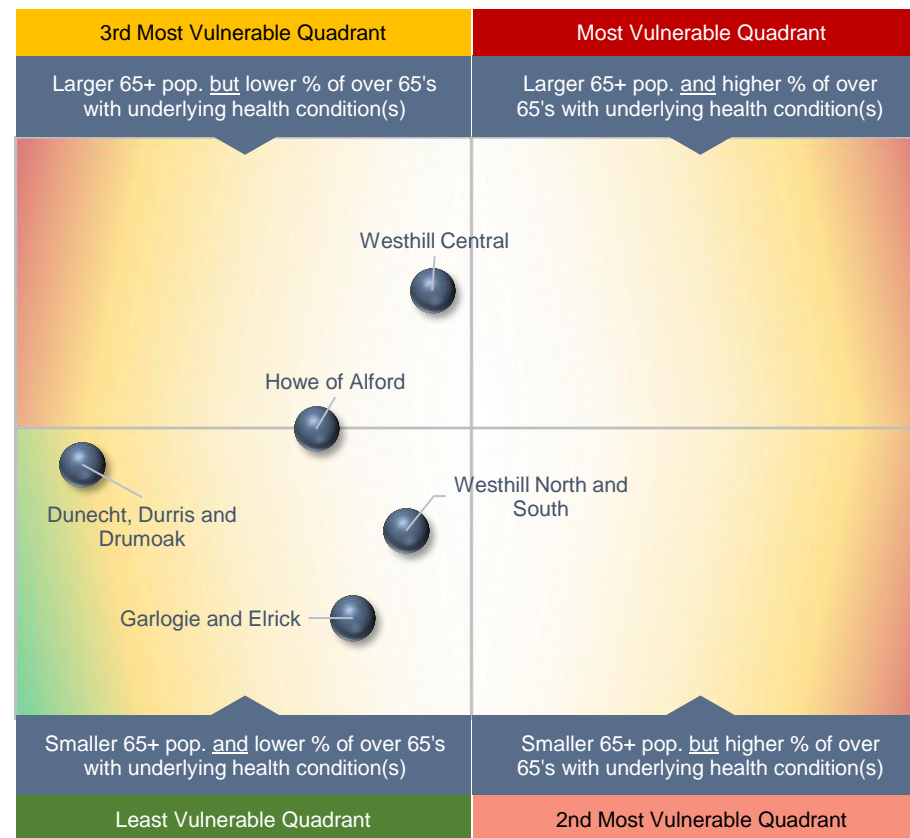 3rd Most Vulnerable Quadrant
Most Vulnerable Quadrant
Larger 65+ pop. but lower % of over 65's
with underlying health condition(s)
Larger 65+ pop. and higher % of over
65's with underlying health condition(s)
Westhill Central
Howe of Alford
Westhill North and
South
Dunecht, Durris and
Drumoak
Garlogie and Elrick
Smaller 65+ pop. and lower % of over 65's
with underlying health condition(s)
Smaller 65+ pop. but higher % of over
65's with underlying health condition(s)
Least Vulnerable Quadrant
2nd Most Vulnerable Quadrant